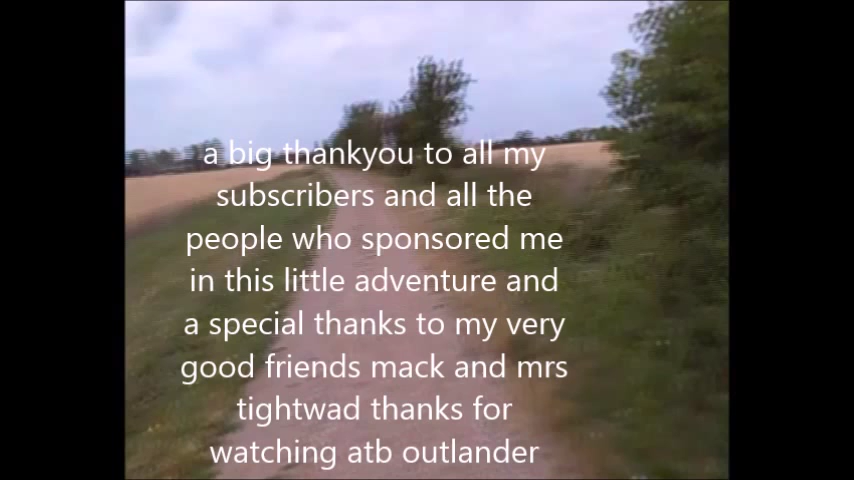 a big thankyou to all my
subscribers and all the
people who sponsored me
in this little adventure and
a special thanks to my very
good friends mack and mrs
tightwad thanks for
watching atb outlander